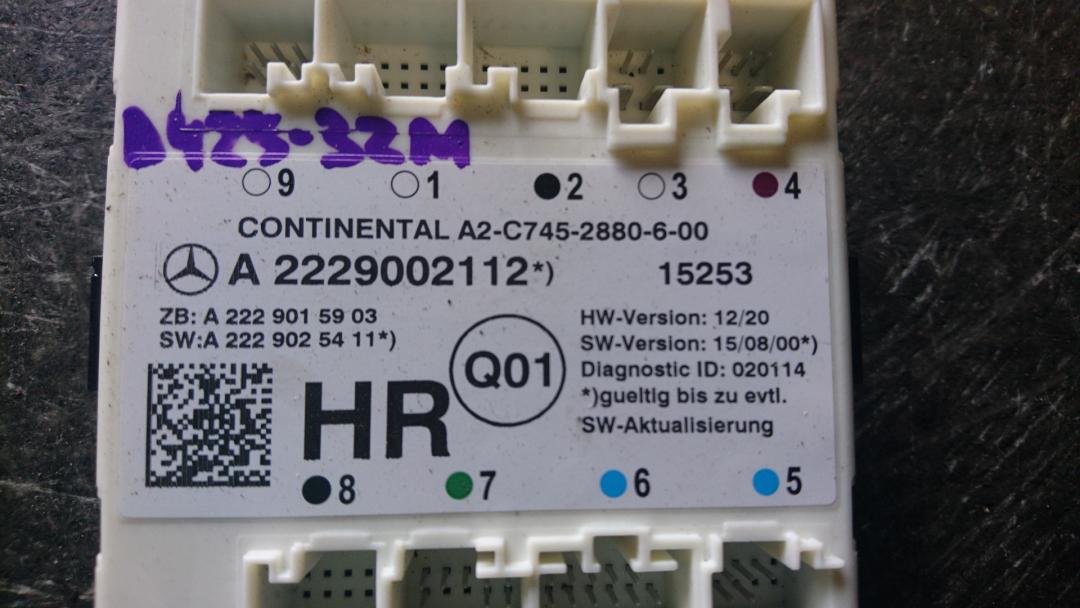 D425-32M
9 1 2 3 4
CONTINENTAL A2-C745-2880-6-00
A 2229002112*) 15253
ZB: A 222 901 59 03
SW:A 222 902 54 11*)
HR
Q01
HW-Version: 12/20
SW-Version: 15/08/00*)
Diagnostic ID: 020114
*)gueltig bis zu evtl.
SW-Aktualisierung
8 7 6 5